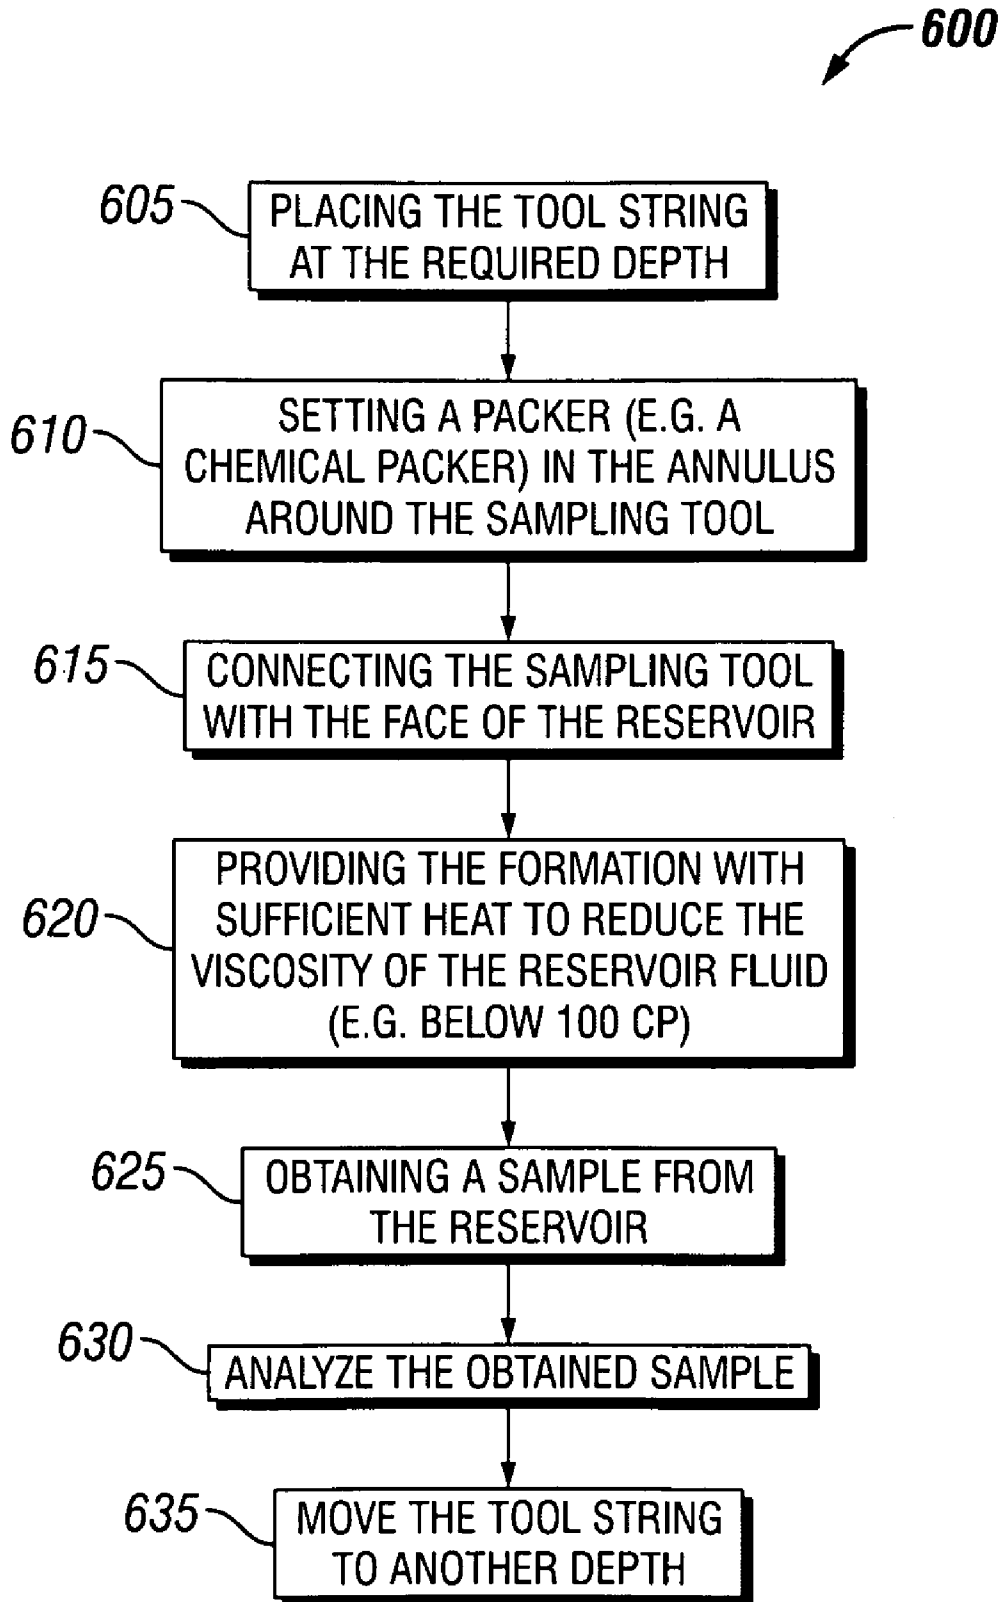 600
605
PLACING THE TOOL STRING
AT THE REQUIRED DEPTH
610
SETTING A PACKER (E.G. A
CHEMICAL PACKER) IN THE ANNULUS
AROUND THE SAMPLING TOOL
615
CONNECTING THE SAMPLING TOOL
WITH THE FACE OF THE RESERVOIR
620
PROVIDING THE FORMATION WITH
SUFFICIENT HEAT TO REDUCE THE
VISCOSITY OF THE RESERVOIR FLUID
(E.G. BELOW 100 CP)
625
OBTAINING A SAMPLE FROM
THE RESERVOIR
630
ANALYZE THE OBTAINED SAMPLE
635
MOVE THE TOOL STRING
TO ANOTHER DEPTH